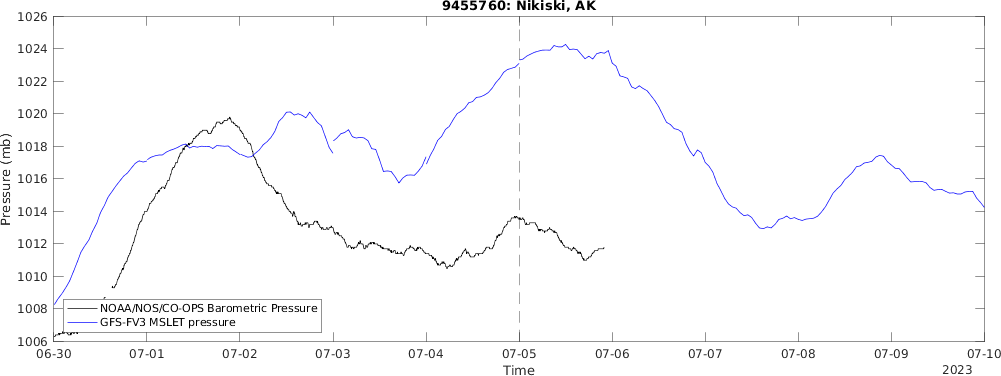 9455760: Nikiski, AK
Pressure (mb)
1026
1024
1022
1020
1018
1016
1014
1012
1010
1008
1006
NOAA/NOS/CO-OPS Barometric Pressure
GFS-FV3 MSLET pressure
06-30 07-01 07-02 07-03 07-04 07-05 07-06 07-07 07-08 07-09 07-10
Time
2023